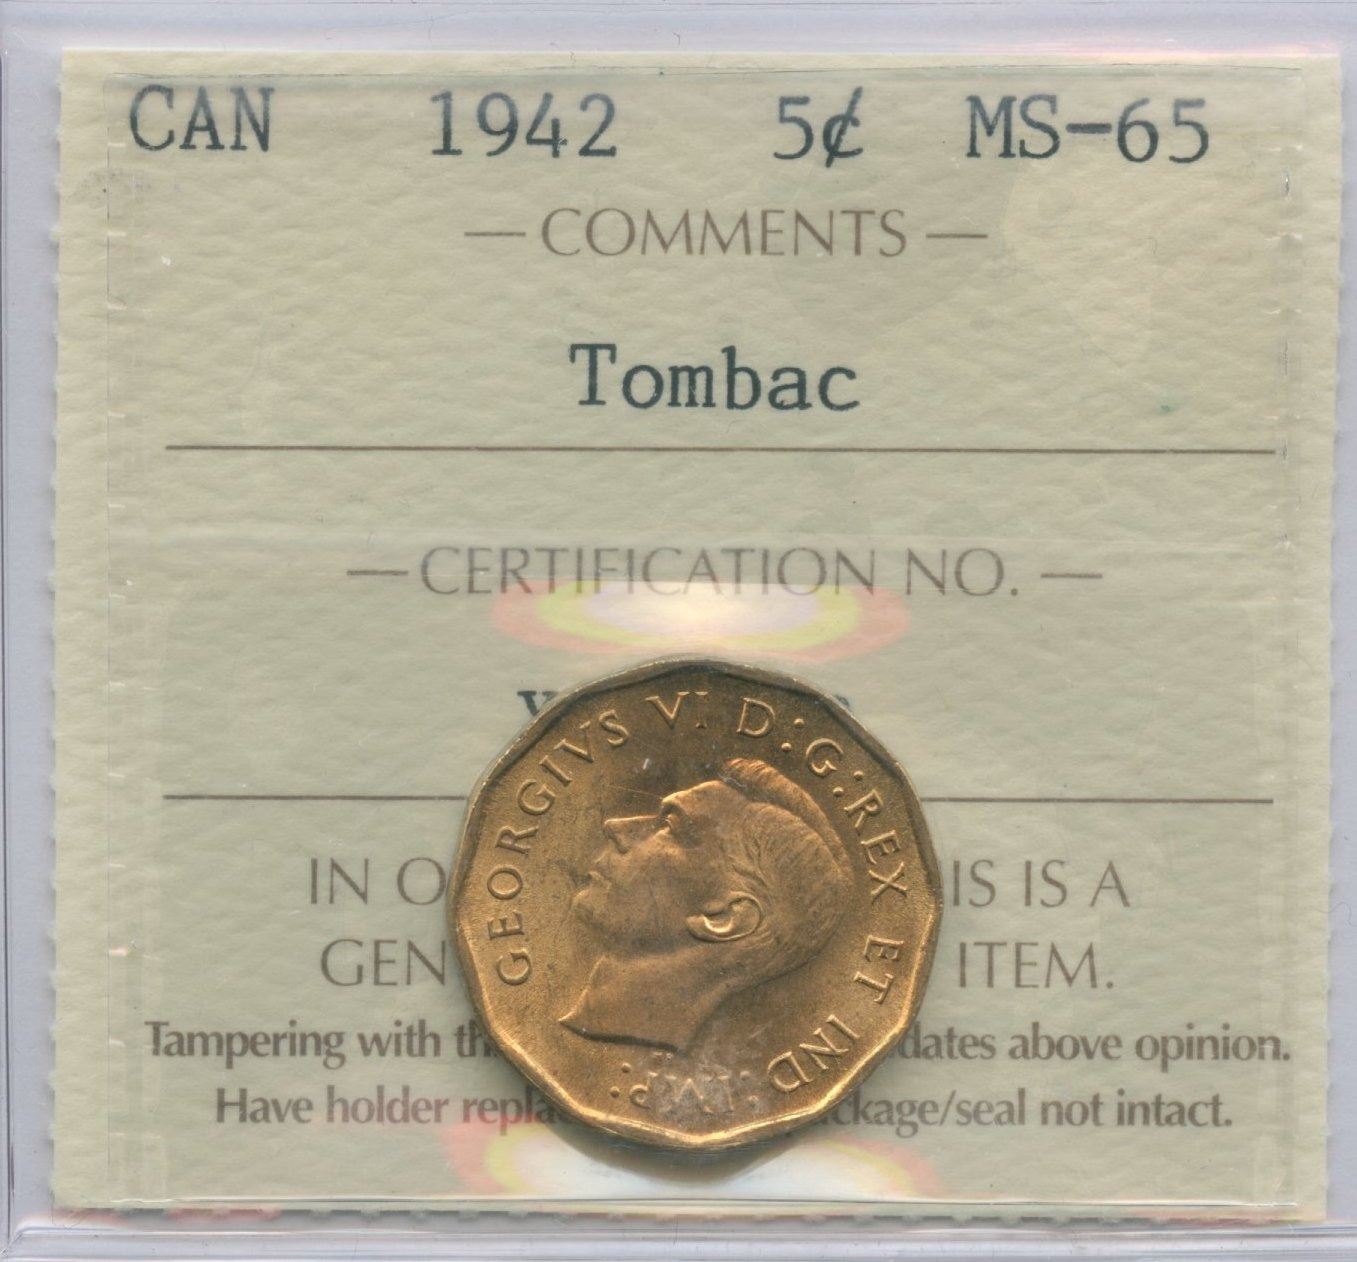 CAN 1942 5¢ MS-65
— COMMENTS —
Tombac
— CERTIFICATION NO. —
GEORGIVS VI D:G:REX ET IND:IMP:
IN O IS IS A
GEN ITEM.
Tampering with th dates above opinion.
Have holder repla ckage/seal not intact.